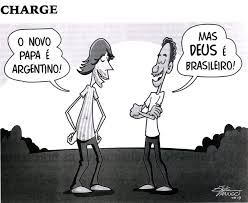 CHARGE
O NOVO
PAPA É
ARGENTINO!
MAS
DEUS É
BRASILEIRO!